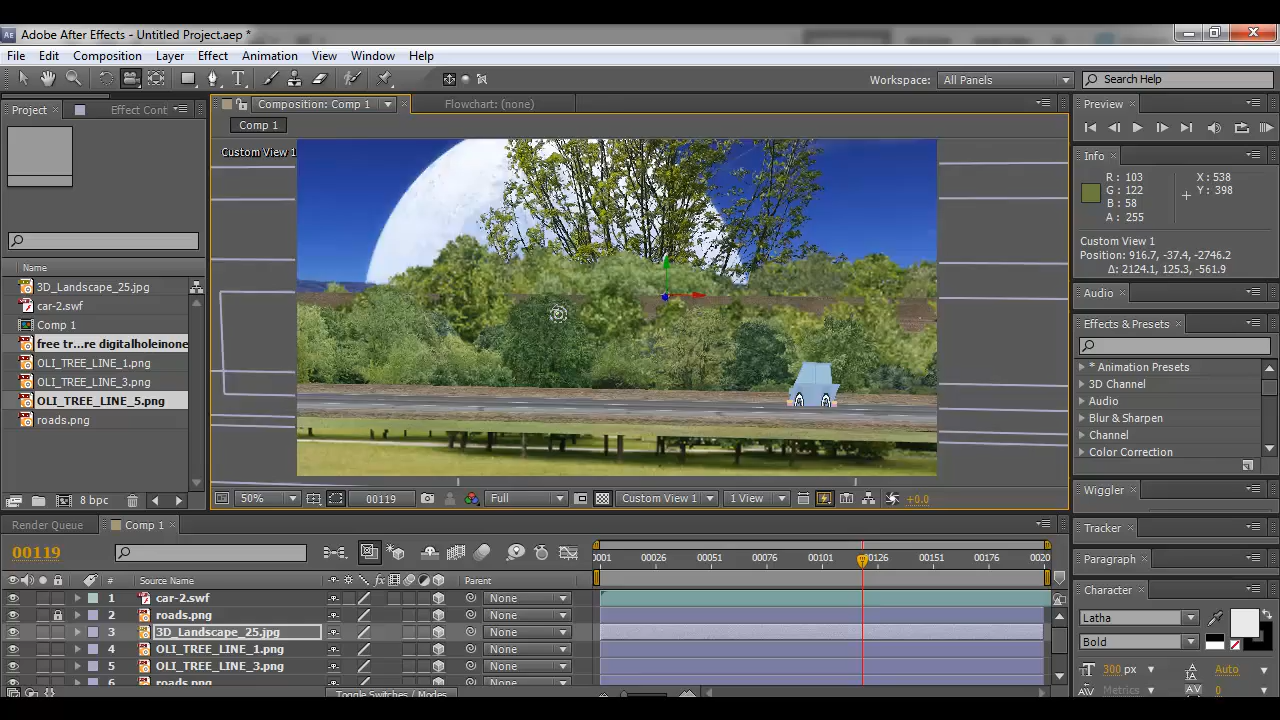 Adobe After Effects - Untitled Project.aep *
File Edit Composition Layer Effect Animation View Window Help
Workspace: All Panels Search Help
Project Effect Cont Composition: Comp 1 Flowchart: (none) Preview
Comp 1
Custom View 1
Info
R : 103
G : 122
B : 58
A : 255
X : 538
Y : 398
Custom View 1
Position: 916.7, -37.4, -2746.2
Δ: 2124.1, 125.3, -561.9
Name
3D_Landscape_25.jpg
car-2.swf
Comp 1
free tr...re digitalholeinone
OLI_TREE_LINE_1.png
OLI_TREE_LINE_3.png
OLI_TREE_LINE_5.png
roads.png
Audio
Effects & Presets
* Animation Presets
3D Channel
Audio
Blur & Sharpen
Channel
Color Correction
8 bpc
50% 00119 Full Custom View 1 1 View +0.0
Wiggler
Render Queue Comp 1
Tracker
00119
0001 00026 00051 00076 00101 00126 00151 00176 0020
Paragraph
# Source Name Parent
Character
1 car-2.swf None
2 roads.png None
3 3D_Landscape_25.jpg None
4 OLI_TREE_LINE_1.png None
5 OLI_TREE_LINE_3.png None
6 roads.png None
Toggle Switches / Modes
Latha
Bold
300 px Auto
Metrics 0